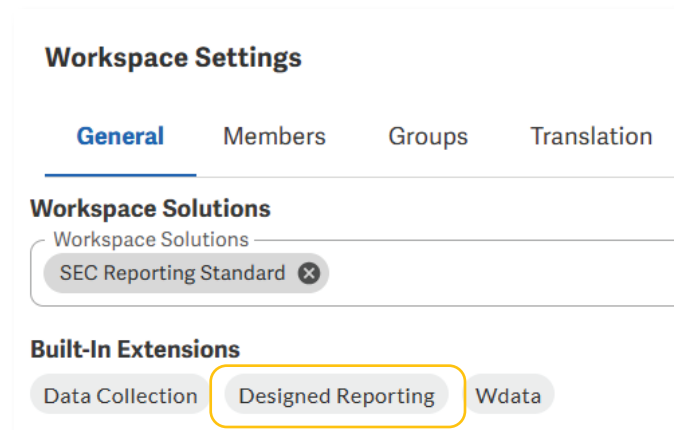 Workspace Settings
General Members Groups Translation
Workspace Solutions
Workspace Solutions
SEC Reporting Standard
Built-In Extensions
Data Collection Designed Reporting Wdata